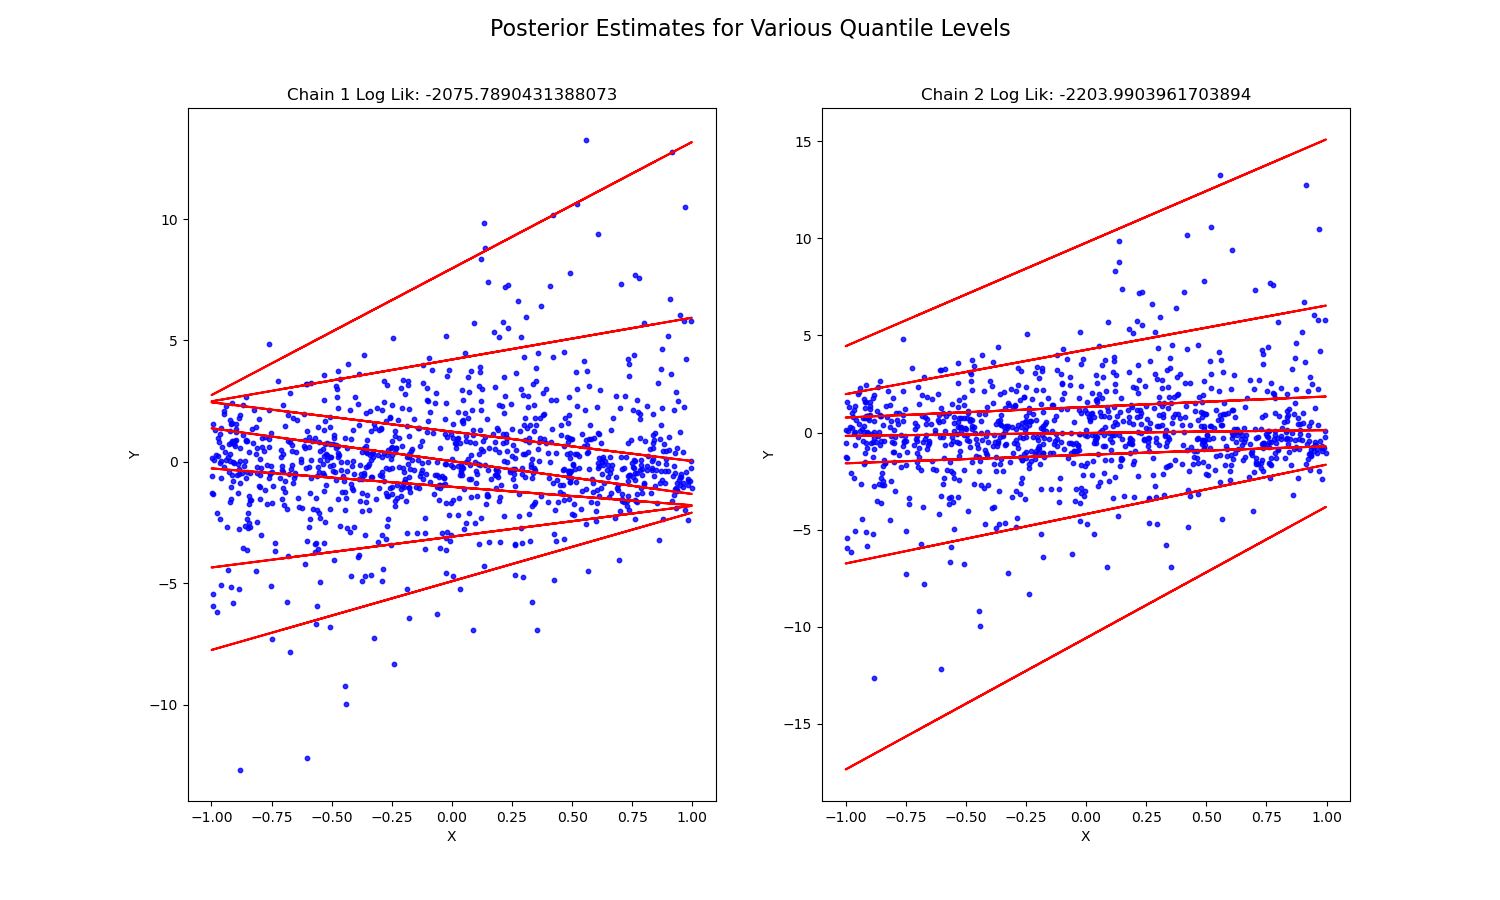 Posterior Estimates for Various Quantile Levels
Chain 1 Log Lik: -2075.7890431388073
10
5
0
−5
−10
Y
−1.00 −0.75 −0.50 −0.25 0.00 0.25 0.50 0.75 1.00
X
Chain 2 Log Lik: -2203.9903961703894
15
10
5
0
−5
−10
−15
Y
−1.00 −0.75 −0.50 −0.25 0.00 0.25 0.50 0.75 1.00
X